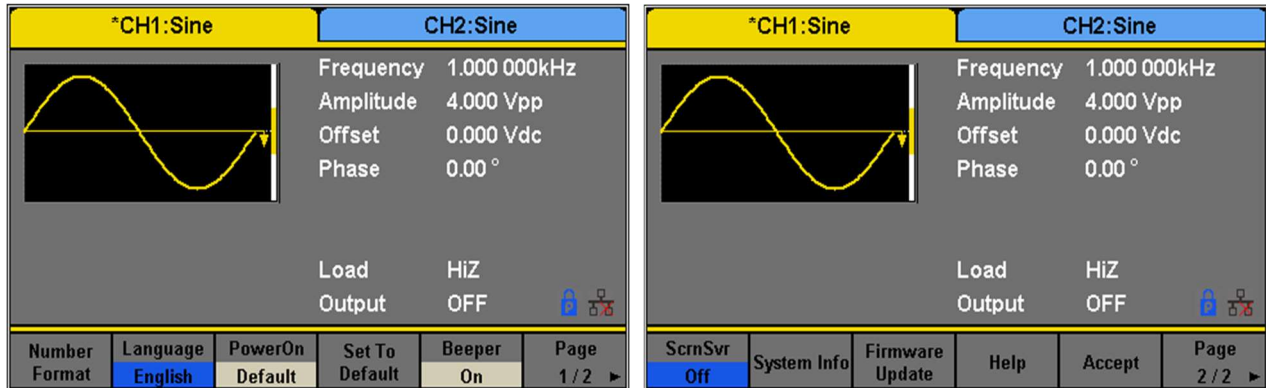 *CH1:Sine CH2:Sine
Frequency 1.000 000kHz
Amplitude 4.000 Vpp
Offset 0.000 Vdc
Phase 0.00 °
Load HiZ
Output OFF
P
Number Format
Language English
PowerOn Default
Set To Default
Beeper On
Page 1/2 ►
*CH1:Sine CH2:Sine
Frequency 1.000 000kHz
Amplitude 4.000 Vpp
Offset 0.000 Vdc
Phase 0.00 °
Load HiZ
Output OFF
P
ScrnSvr Off
System Info
Firmware Update
Help
Accept
Page 2/2 ►